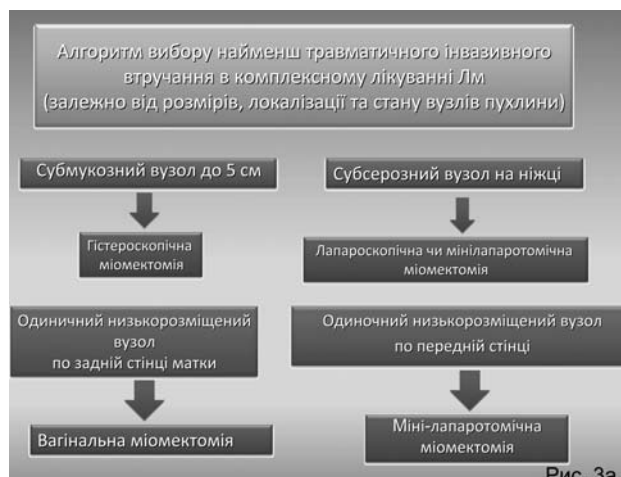 Алгоритм вибору найменш травматичного інвазивного
втручання в комплексному лікуванні Лм
(залежно від розмірів, локалізації та стану вузлів пухлини)
Субмукозний вузол до 5 см
Субсерозний вузол на ніжці
Гістероскопічна
міомектомія
Лапароскопічна чи мінілапаротомічна
міомектомія
Одиничний низькорозміщений
вузол
по задній стінці матки
Одиночний низькорозміщений вузол
по передній стінці
Вагінальна міомектомія
Міні-лапаротомічна
міомектомія
Рис. 3а